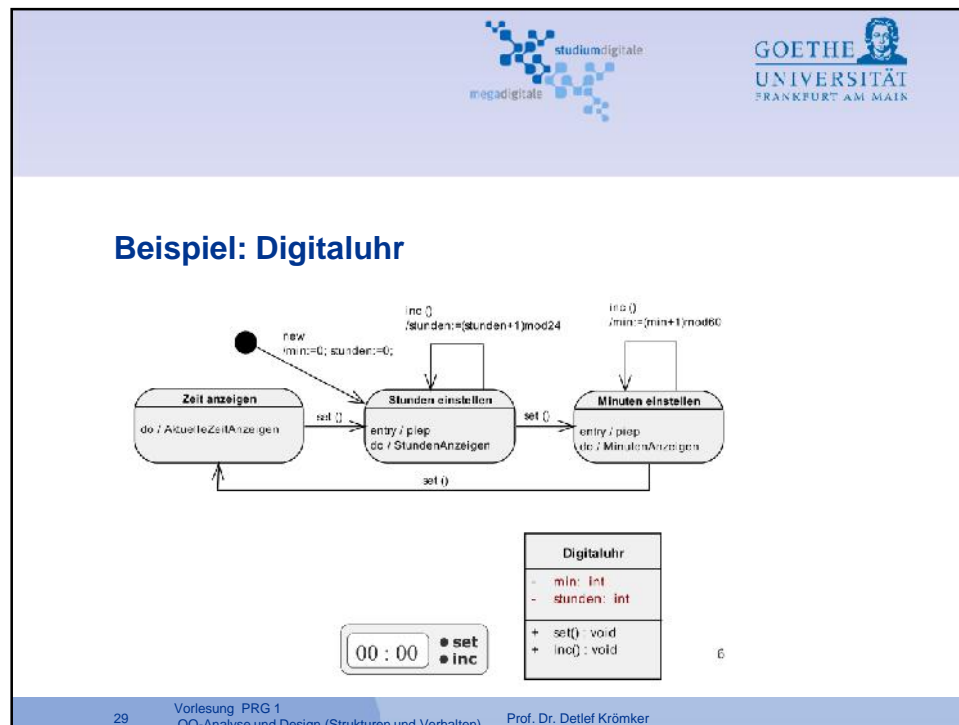 studiumdigitale
megadigitale
GOETHE
UNIVERSITÄT
FRANKFURT AM MAIN
Beispiel: Digitaluhr
new
/min:=0; stunden:=0;
inc ()
/stunden:=(stunden+1)mod24
inc ()
/min:=(min+1)mod60
Zeit anzeigen
do / AktuelleZeitAnzeigen
set ()
Stunden einstellen
entry / piep
do / StundenAnzeigen
set ()
Minuten einstellen
entry / piep
do / MinutenAnzeigen
set ()
Digitaluhr
- min: int
- stunden: int
+ set() : void
+ inc() : void
00 : 00
● set
● inc
6
29
Vorlesung PRG 1
OO-Analyse und Design (Strukturen und Verhalten)
Prof. Dr. Detlef Krömker